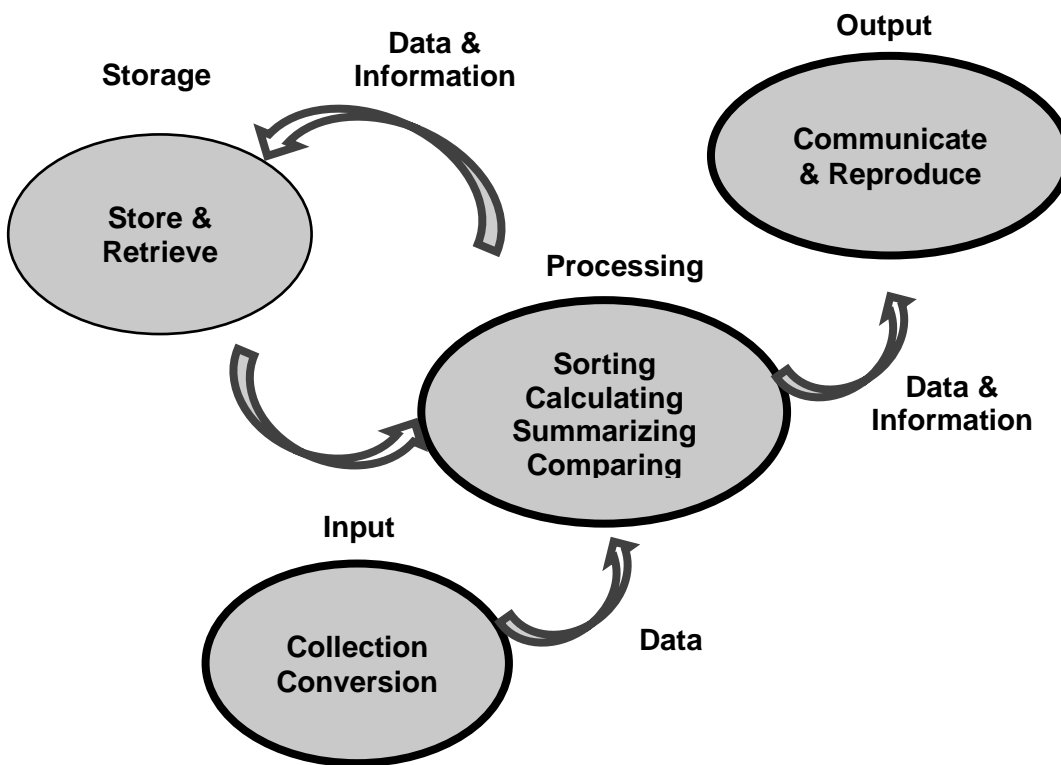 Output
Communicate
& Reproduce
Data &
Information
Storage
Store &
Retrieve
Processing
Sorting
Calculating
Summarizing
Comparing
Data &
Information
Input
Collection
Conversion
Data